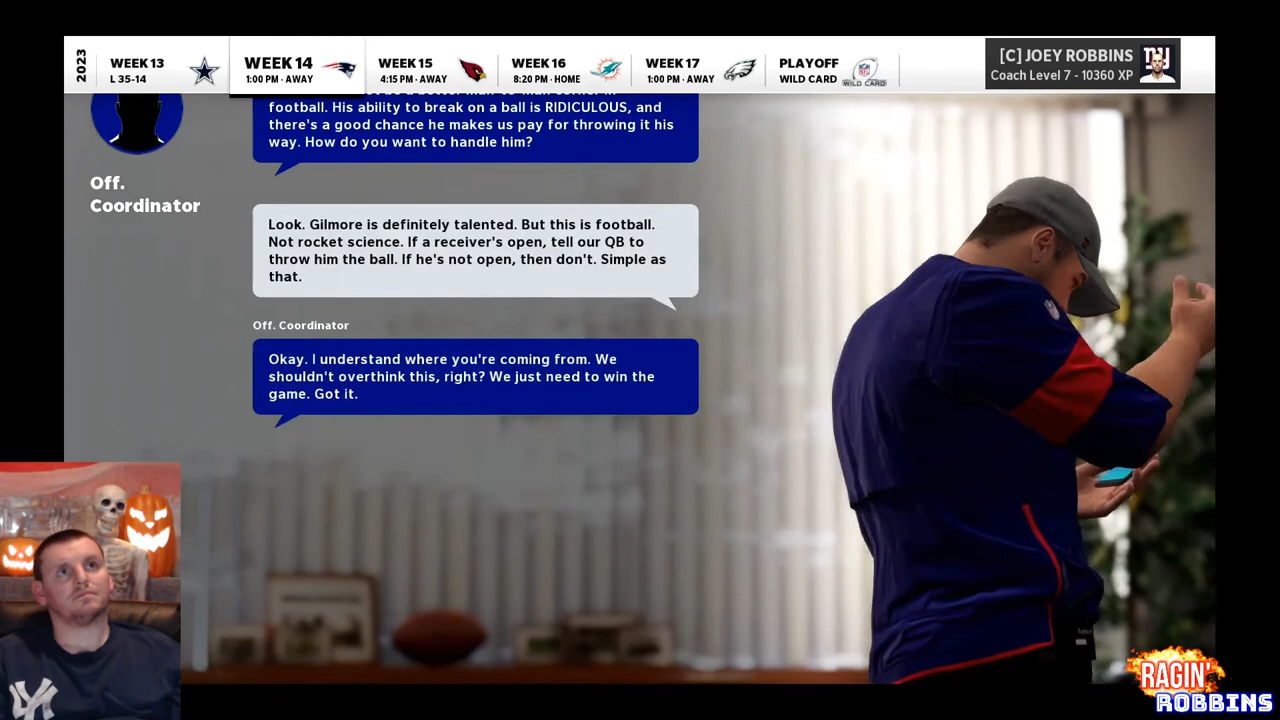 2023
WEEK 13
L 35-14
WEEK 14
1:00 PM · AWAY
WEEK 15
4:15 PM · AWAY
WEEK 16
8:20 PM · HOME
WEEK 17
1:00 PM · AWAY
PLAYOFF
WILD CARD
NFL
WILD CARD
[C] JOEY ROBBINS
Coach Level 7 - 10360 XP
ny
football. His ability to break on a ball is RIDICULOUS, and
there's a good chance he makes us pay for throwing it his
way. How do you want to handle him?
Off.
Coordinator
Look. Gilmore is definitely talented. But this is football.
Not rocket science. If a receiver's open, tell our QB to
throw him the ball. If he's not open, then don't. Simple as
that.
Off. Coordinator
Okay. I understand where you're coming from. We
shouldn't overthink this, right? We just need to win the
game. Got it.
NY
RAGIN'
ROBBINS